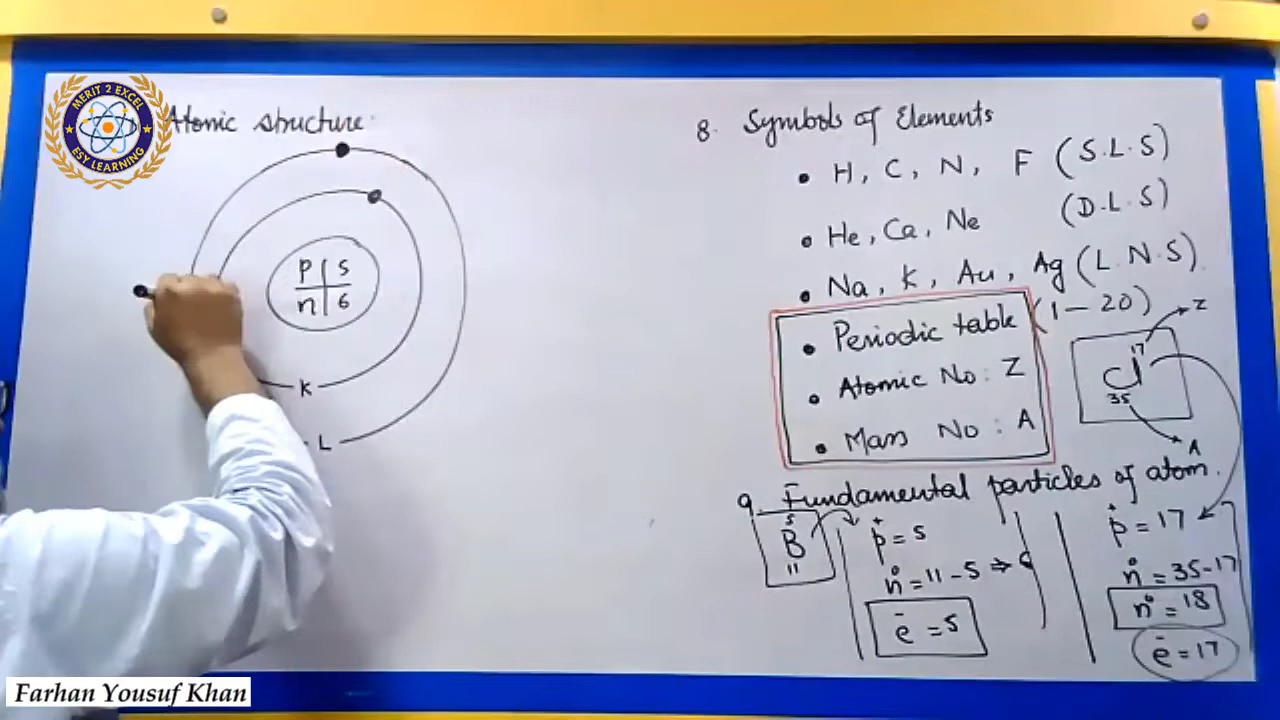 MERIT 2 EXCEL
ESY LEARNING
Atomic structure:
p 5
n 6
K
L
8. Symbols of Elements
• H, C, N, F (S.L.S)
• He, Ca, Ne (D.L.S)
• Na, K, Au, Ag (L.N.S)
• Periodic table (1-20)
• Atomic No: Z
• Mass No: A
17
Cl
35
Z
A
9. Fundamental particles of atom.
5
B
11
p⁺ = 5
n° = 11-5 ⇒ 6
e⁻ = 5
p⁺ = 17
n° = 35-17
n° = 18
e⁻ = 17
Farhan Yousuf Khan